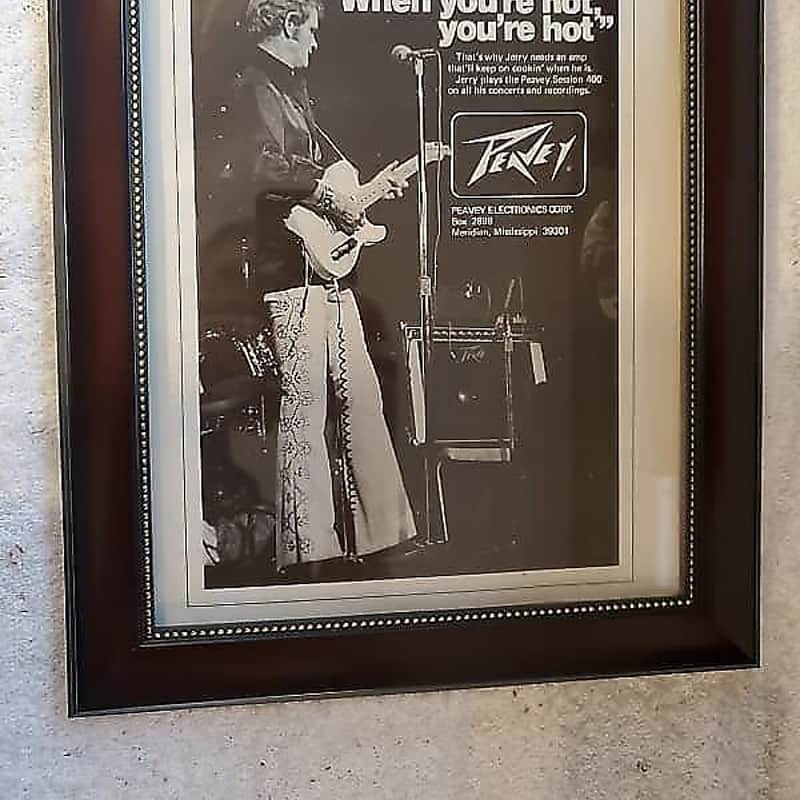 "When you're hot,
you're hot"
That's why Jerry needs an amp
that'll keep on cookin' when he is.
Jerry plays the Peavey Session 400
on all his concerts and recordings.
PEAVEY
PEAVEY ELECTRONICS CORP.
Box 2898
Meridian, Mississippi 39301